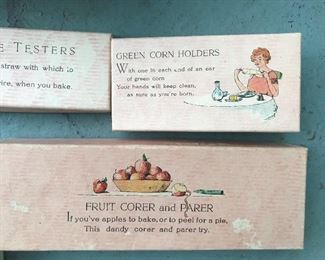 E TESTERS
straw with which to
ire, when you bake.
GREEN CORN HOLDERS
With one in each end of an ear
of green corn
Your hands will keep clean,
as sure as you're born.
FRUIT CORER and PARER
If you've apples to bake, or to peel for a pie,
This dandy corer and parer try.